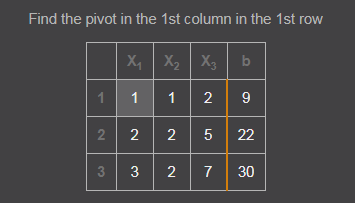 Find the pivot in the 1st column in the 1st row
X₁ X₂ X₃ b
1 1 1 2 9
2 2 2 5 22
3 3 2 7 30